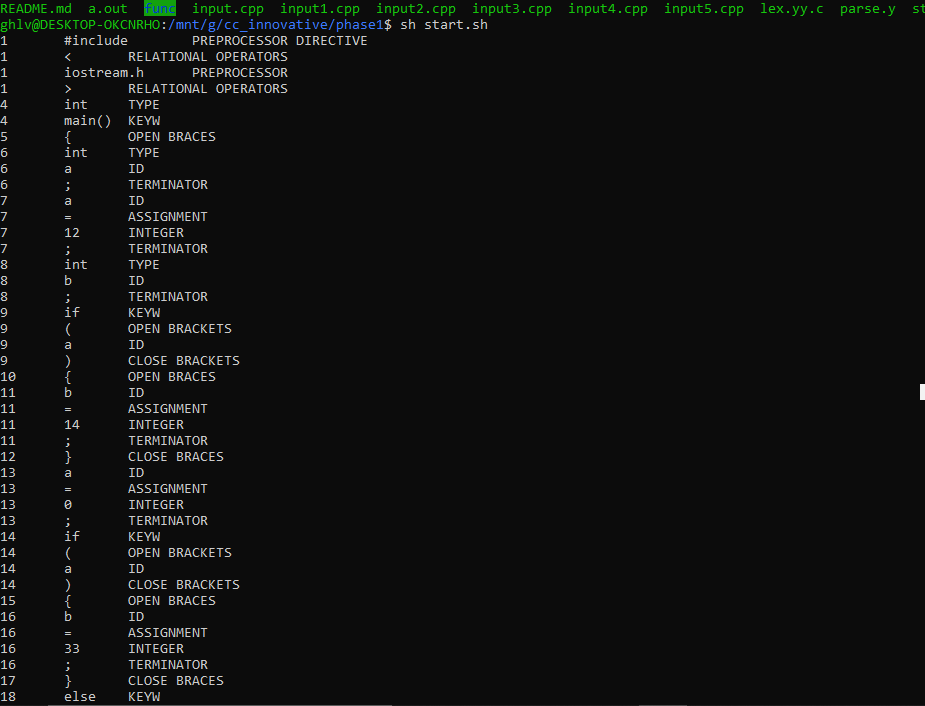 README.md  a.out  func  input.cpp  input1.cpp  input2.cpp  input3.cpp  input4.cpp  input5.cpp  lex.yy.c  parse.y  st
ghlv@DESKTOP-OKCNRHO:/mnt/g/cc_innovative/phase1$ sh start.sh
1       #include        PREPROCESSOR DIRECTIVE
1       <       RELATIONAL OPERATORS
1       iostream.h      PREPROCESSOR
1       >       RELATIONAL OPERATORS
4       int     TYPE
4       main()  KEYW
5       {       OPEN BRACES
6       int     TYPE
6       a       ID
6       ;       TERMINATOR
7       a       ID
7       =       ASSIGNMENT
7       12      INTEGER
7       ;       TERMINATOR
8       int     TYPE
8       b       ID
8       ;       TERMINATOR
9       if      KEYW
9       (       OPEN BRACKETS
9       a       ID
9       )       CLOSE BRACKETS
10      {       OPEN BRACES
11      b       ID
11      =       ASSIGNMENT
11      14      INTEGER
11      ;       TERMINATOR
12      }       CLOSE BRACES
13      a       ID
13      =       ASSIGNMENT
13      0       INTEGER
13      ;       TERMINATOR
14      if      KEYW
14      (       OPEN BRACKETS
14      a       ID
14      )       CLOSE BRACKETS
15      {       OPEN BRACES
16      b       ID
16      =       ASSIGNMENT
16      33      INTEGER
16      ;       TERMINATOR
17      }       CLOSE BRACES
18      else    KEYW